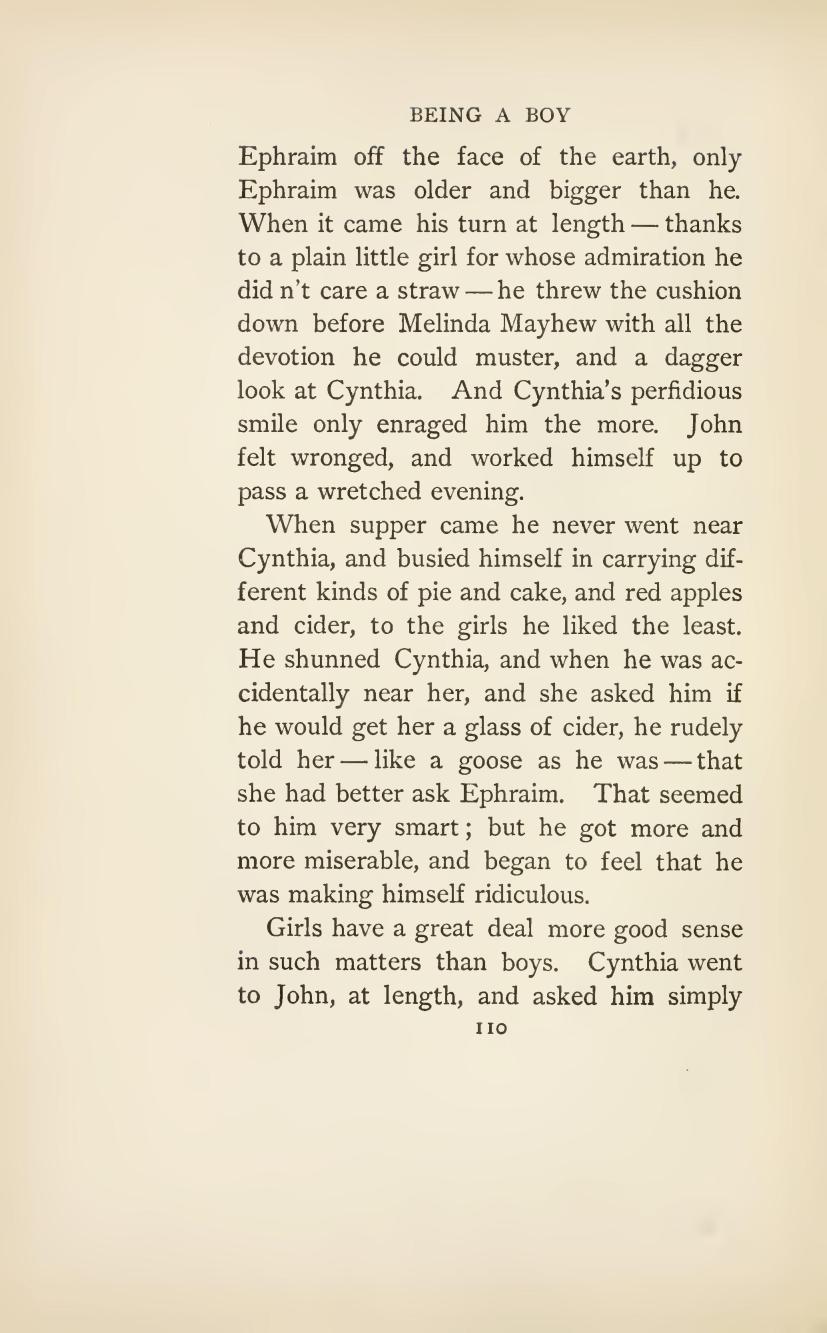 BEING A BOY
Ephraim off the face of the earth, only
Ephraim was older and bigger than he.
When it came his turn at length — thanks
to a plain little girl for whose admiration he
did n't care a straw — he threw the cushion
down before Melinda Mayhew with all the
devotion he could muster, and a dagger
look at Cynthia. And Cynthia's perfidious
smile only enraged him the more. John
felt wronged, and worked himself up to
pass a wretched evening.
When supper came he never went near
Cynthia, and busied himself in carrying dif-
ferent kinds of pie and cake, and red apples
and cider, to the girls he liked the least.
He shunned Cynthia, and when he was ac-
cidentally near her, and she asked him if
he would get her a glass of cider, he rudely
told her — like a goose as he was — that
she had better ask Ephraim. That seemed
to him very smart; but he got more and
more miserable, and began to feel that he
was making himself ridiculous.
Girls have a great deal more good sense
in such matters than boys. Cynthia went
to John, at length, and asked him simply
110